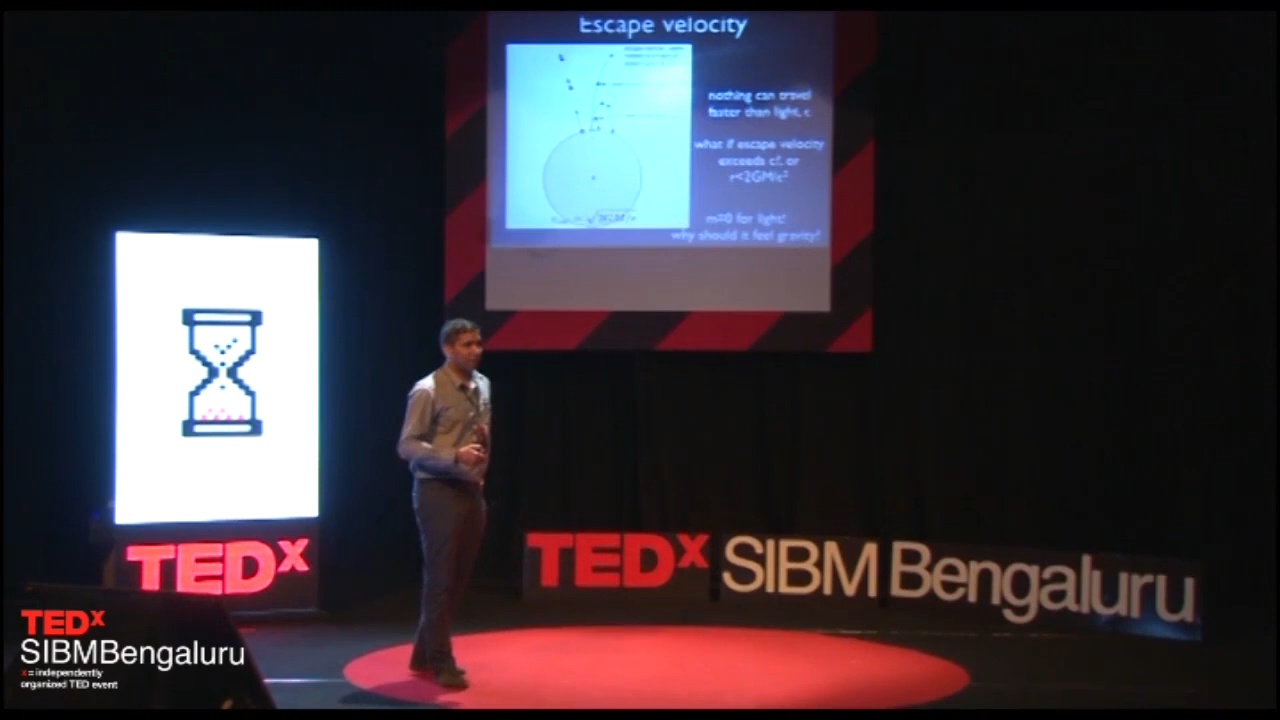 Escape velocity
nothing can travel
faster than light, c
what if escape velocity
exceeds c?, or
r<2GM/c²
m=0 for light!
why should it feel gravity?
TEDx
TEDx SIBM Bengaluru
TEDx
SIBMBengaluru
x = independently
organized TED event